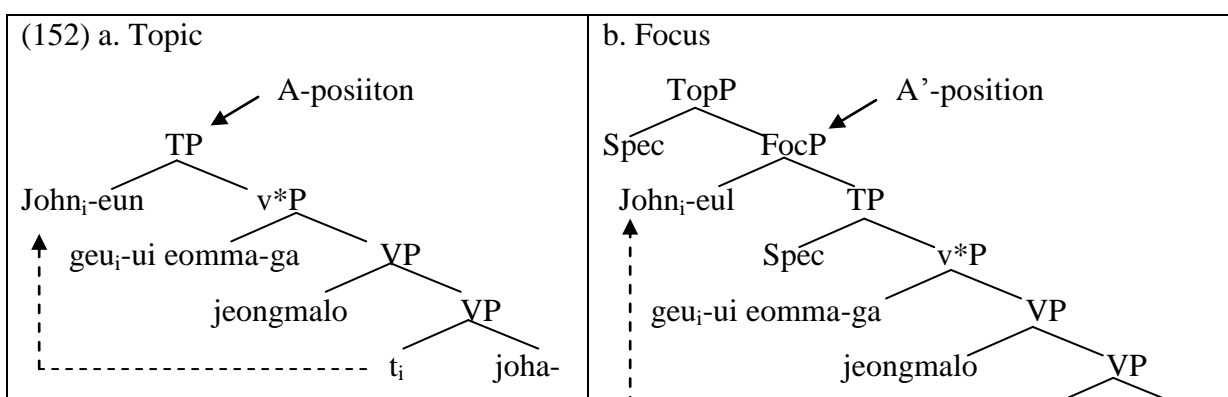 (152) a. Topic
A-posiiton
TP
John_i-eun v*P
geu_i-ui eomma-ga VP
jeongmalo VP
t_i joha-
b. Focus
TopP A’-position
Spec FocP
John_i-eul TP
Spec v*P
geu_i-ui eomma-ga VP
jeongmalo VP